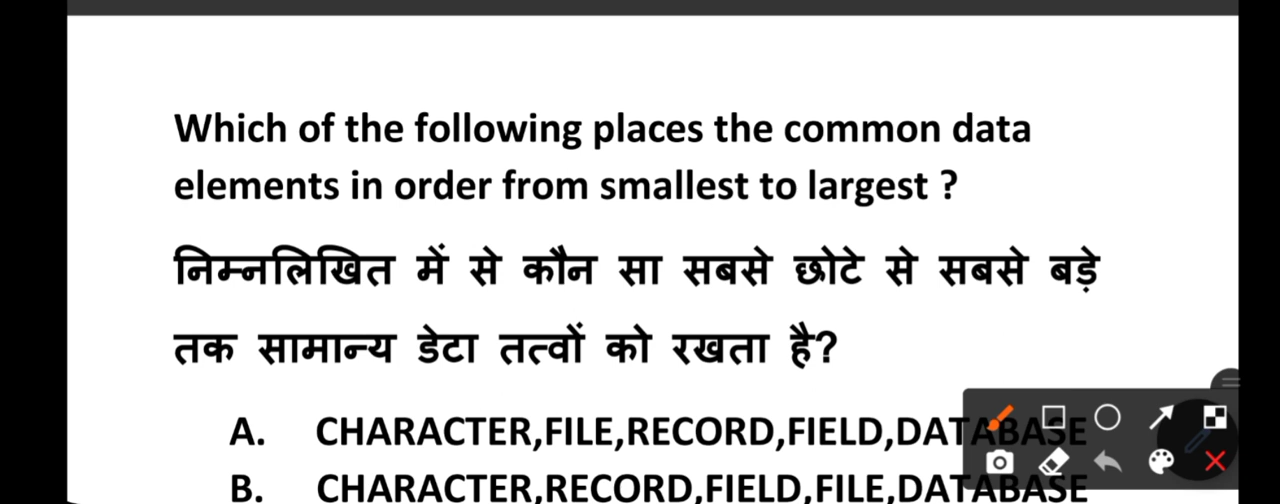 Which of the following places the common data
elements in order from smallest to largest ?
निम्नलिखित में से कौन सा सबसे छोटे से सबसे बड़े
तक सामान्य डेटा तत्वों को रखता है?
A. CHARACTER,FILE,RECORD,FIELD,DATABASE
B. CHARACTER,RECORD,FIELD,FILE,DATABASE